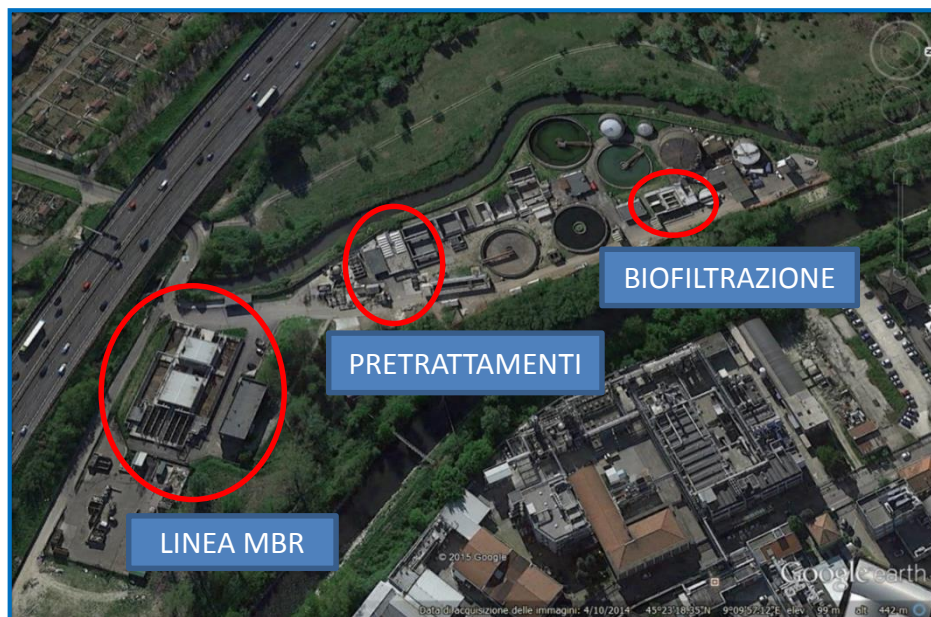 BIOFILTRAZIONE
PRETRATTAMENTI
LINEA MBR
© 2015 Google
Google earth
Data di acquisizione delle immagini: 4/10/2014 45°23'18.35"N 9°09'57.12"E elev 99 m alt 442 m